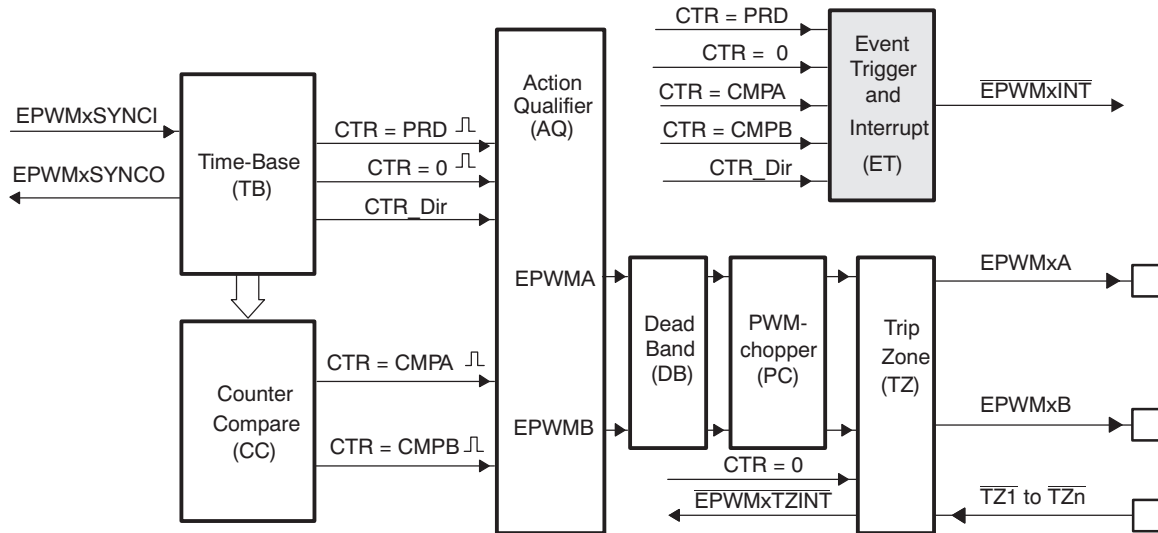 EPWMxSYNCI
EPWMxSYNCO
Time-Base
(TB)
CTR = PRD
CTR = 0
CTR_Dir
Counter
Compare
(CC)
CTR = CMPA
CTR = CMPB
Action
Qualifier
(AQ)
EPWMA
EPWMB
CTR = PRD
CTR = 0
CTR = CMPA
CTR = CMPB
CTR_Dir
Event
Trigger
and
Interrupt
(ET)
EPWMxINT
Dead
Band
(DB)
PWM-
chopper
(PC)
Trip
Zone
(TZ)
EPWMxA
EPWMxB
CTR = 0
EPWMxTZINT
TZ1 to TZn